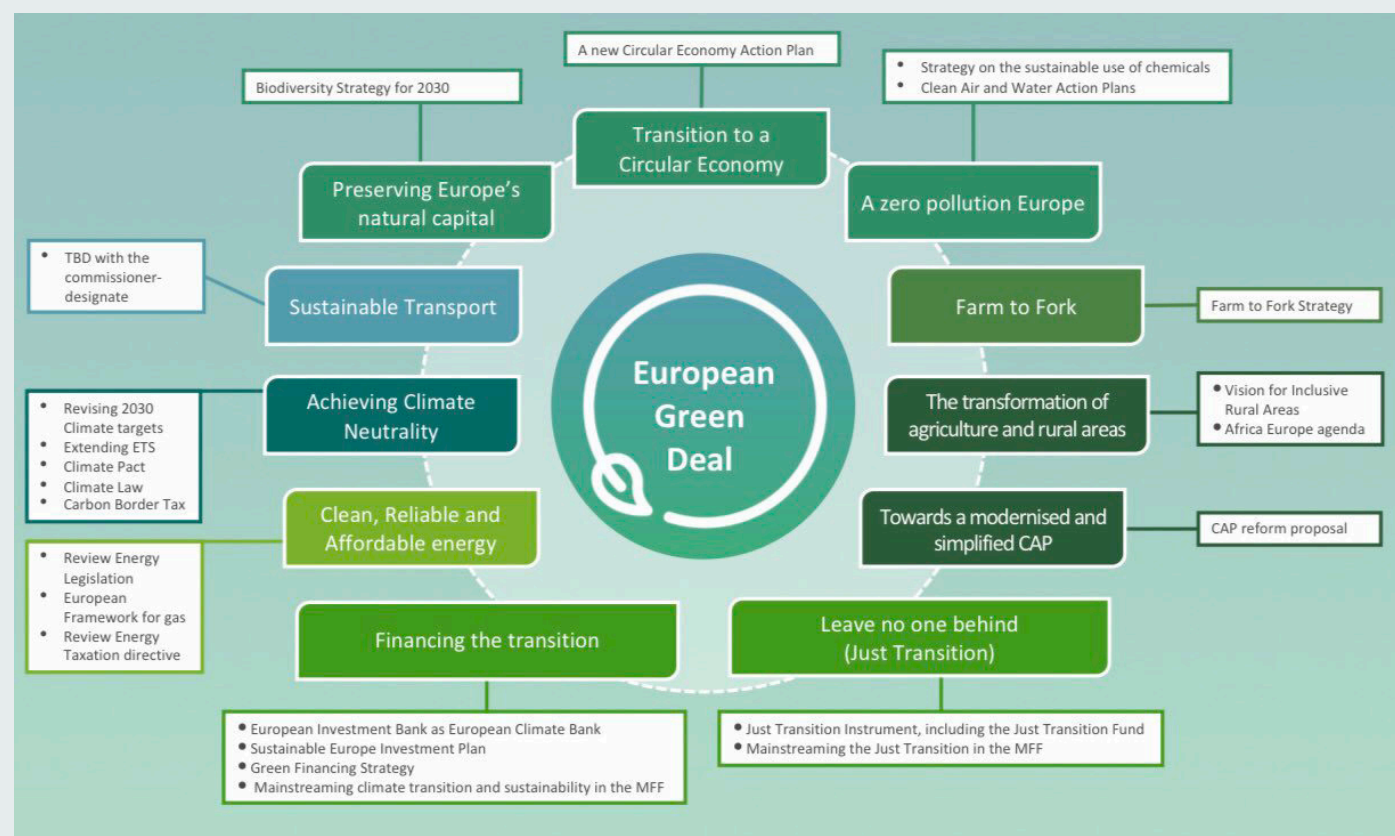 A new Circular Economy Action Plan
• Strategy on the sustainable use of chemicals
• Clean Air and Water Action Plans
Biodiversity Strategy for 2030
Transition to a
Circular Economy
Preserving Europe's
natural capital
A zero pollution Europe
• TBD with the
commissioner-
designate
Sustainable Transport
Farm to Fork
Farm to Fork Strategy
European
Green
Deal
• Revising 2030
Climate targets
• Extending ETS
• Climate Pact
• Climate Law
• Carbon Border Tax
Achieving Climate
Neutrality
The transformation of
agriculture and rural areas
• Vision for Inclusive
Rural Areas
• Africa Europe agenda
Clean, Reliable and
Affordable energy
Towards a modernised and
simplified CAP
CAP reform proposal
• Review Energy
Legislation
• European
Framework for gas
• Review Energy
Taxation directive
Financing the transition
Leave no one behind
(Just Transition)
• European Investment Bank as European Climate Bank
• Sustainable Europe Investment Plan
• Green Financing Strategy
• Mainstreaming climate transition and sustainability in the MFF
• Just Transition Instrument, including the Just Transition Fund
• Mainstreaming the Just Transition in the MFF